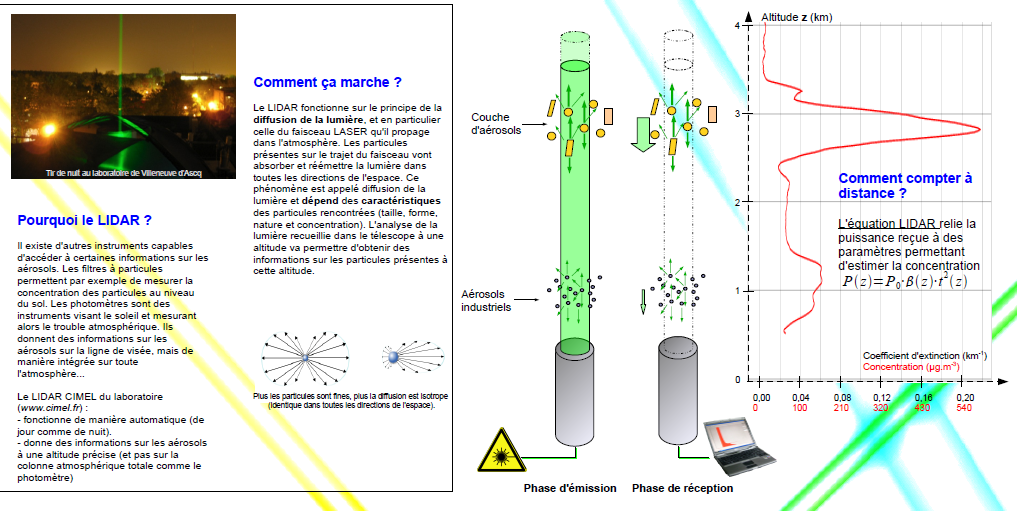 Tir de nuit au laboratoire de Villeneuve d'Ascq
Pourquoi le LIDAR ?
Il existe d'autres instruments capables
d'accéder à certaines informations sur les
aérosols. Les filtres à particules
permettent par exemple de mesurer la
concentration des particules au niveau
du sol. Les photomètres sont des
instruments visant le soleil et mesurant
alors le trouble atmosphérique. Ils
donnent des informations sur les
aérosols sur la ligne de visée, mais de
manière intégrée sur toute
l'atmosphère...
Le LIDAR CIMEL du laboratoire
(www.cimel.fr) :
- fonctionne de manière automatique (de
jour comme de nuit).
- donne des informations sur les aérosols
à une altitude précise (et pas sur la
colonne atmosphérique totale comme le
photomètre)
Comment ça marche ?
Le LIDAR fonctionne sur le principe de la
diffusion de la lumière, et en particulier
celle du faisceau LASER qu'il propage
dans l'atmosphère. Les particules
présentes sur le trajet du faisceau vont
absorber et réémettre la lumière dans
toutes les directions de l'espace. Ce
phénomène est appelé diffusion de la
lumière et dépend des caractéristiques
des particules rencontrées (taille, forme,
nature et concentration). L'analyse de la
lumière recueillie dans le télescope à une
altitude va permettre d'obtenir des
informations sur les particules présentes à
cette altitude.
Plus les particules sont fines, plus la diffusion est isotrope
(identique dans toutes les directions de l'espace).
Couche
d'aérosols
Aérosols
industriels
Phase d'émission
Phase de réception
Altitude z (km)
4
3
2
1
0
Comment compter à
distance ?
L'équation LIDAR relie la
puissance reçue à des
paramètres permettant
d'estimer la concentration
P(z)=P₀·β(z)·t²(z)
Coefficient d'extinction (km⁻¹)
Concentration (µg.m⁻³)
0,00 0,04 0,08 0,12 0,16 0,20
0 100 210 320 430 540